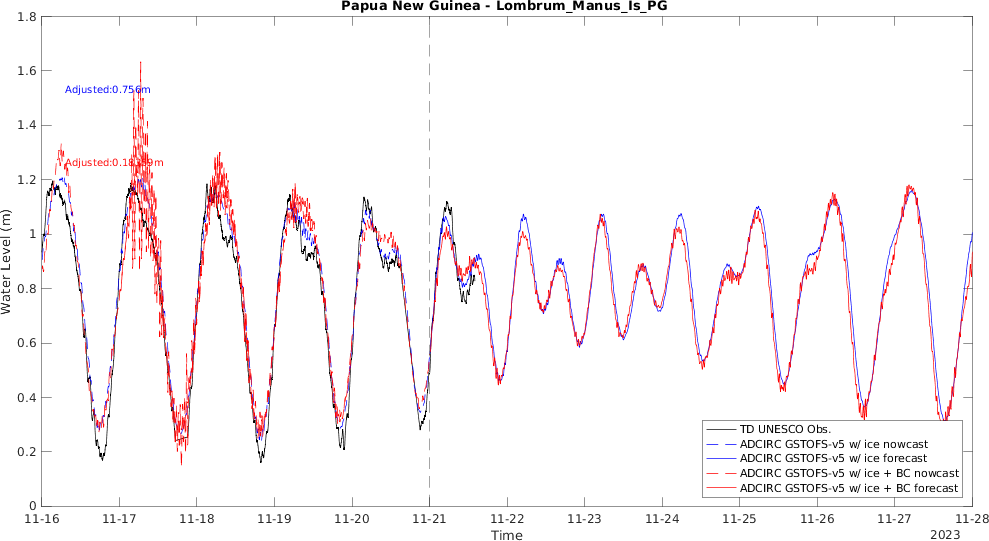 Papua New Guinea - Lombrum_Manus_Is_PG
1.8
1.6
1.4
1.2
1
0.8
0.6
0.4
0.2
0
Water Level (m)
Adjusted:0.756m
11-16
11-17
11-18
11-19
11-20
11-21
11-22
11-23
11-24
11-25
11-26
11-27
11-28
Time
2023
TD UNESCO Obs.
ADCIRC GSTOFS-v5 w/ ice nowcast
ADCIRC GSTOFS-v5 w/ ice forecast
ADCIRC GSTOFS-v5 w/ ice + BC nowcast
ADCIRC GSTOFS-v5 w/ ice + BC forecast